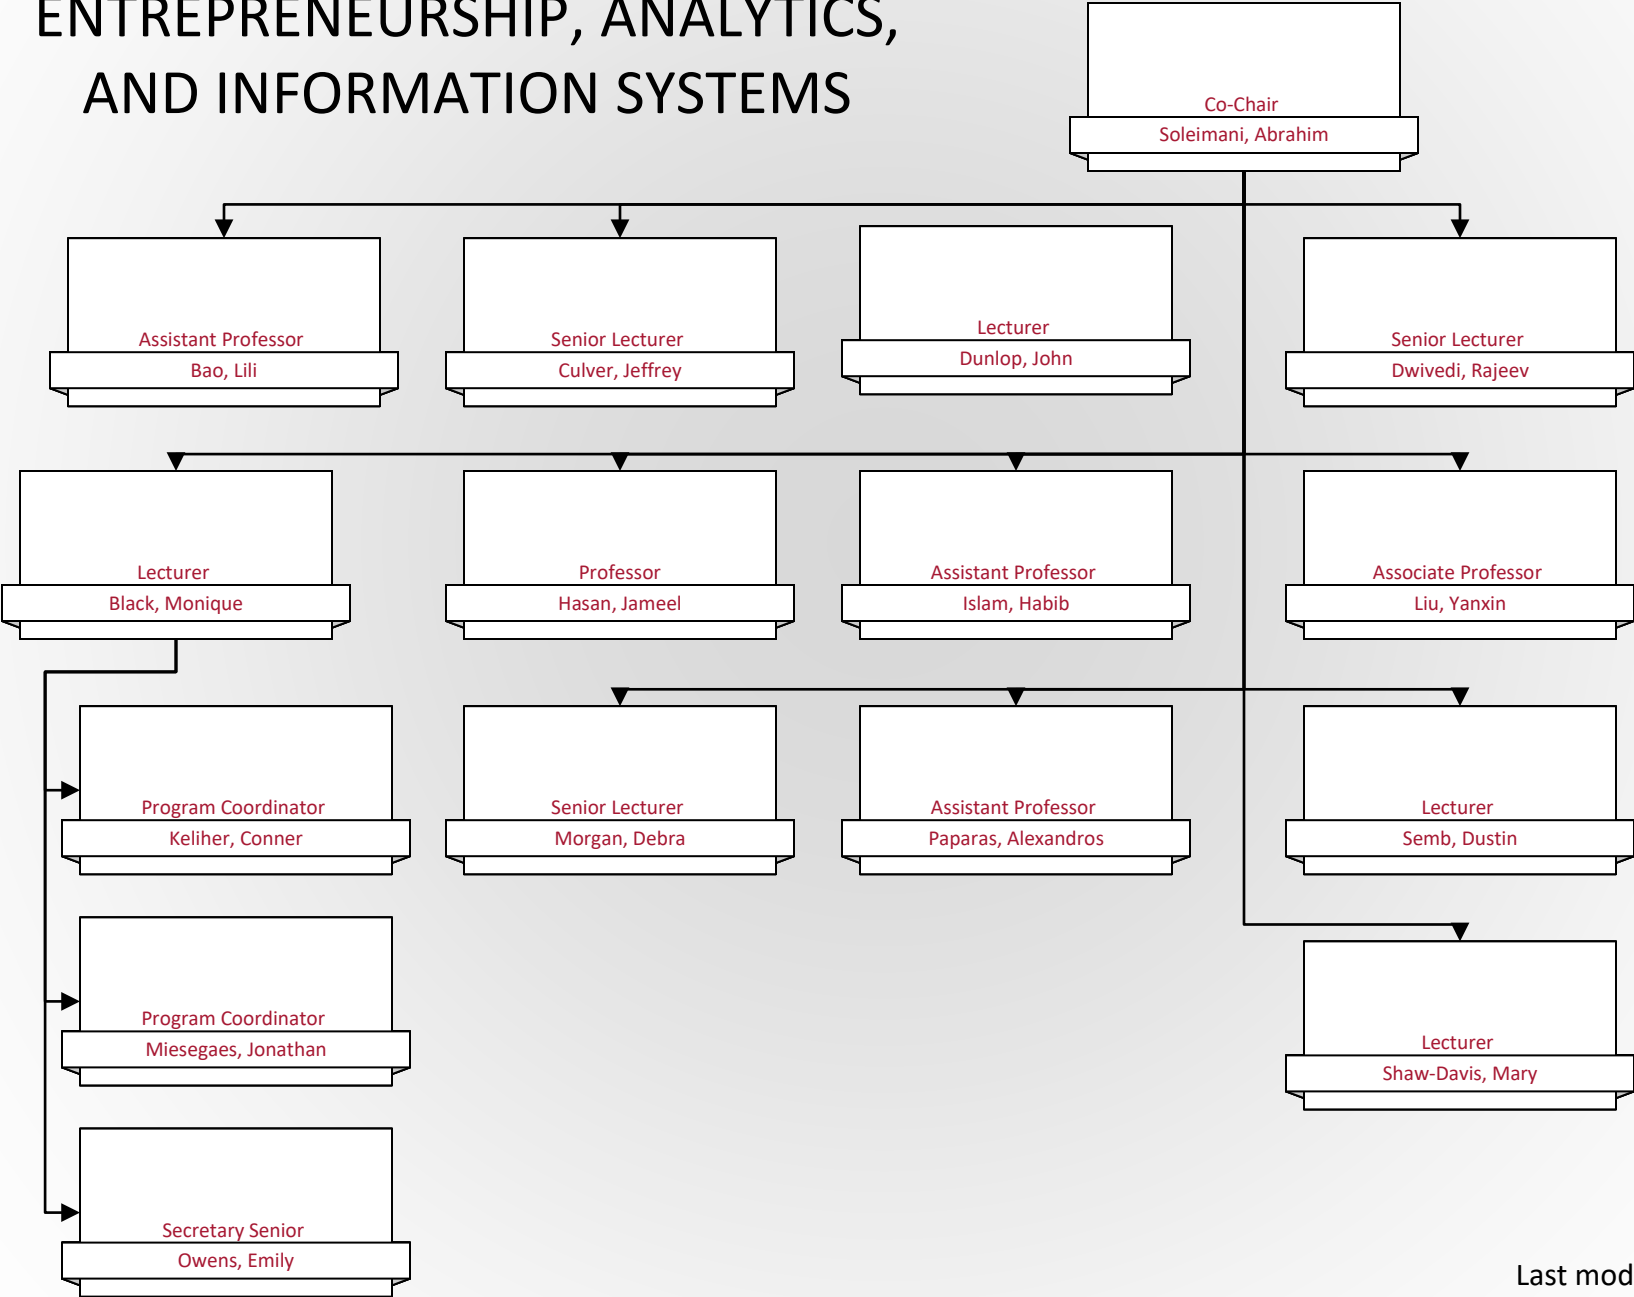 ENTREPRENEURSHIP, ANALYTICS,
AND INFORMATION SYSTEMS
Co-Chair
Soleimani, Abrahim
Assistant Professor
Bao, Lili
Senior Lecturer
Culver, Jeffrey
Lecturer
Dunlop, John
Senior Lecturer
Dwivedi, Rajeev
Lecturer
Black, Monique
Professor
Hasan, Jameel
Assistant Professor
Islam, Habib
Associate Professor
Liu, Yanxin
Program Coordinator
Keliher, Conner
Senior Lecturer
Morgan, Debra
Assistant Professor
Paparas, Alexandros
Lecturer
Semb, Dustin
Program Coordinator
Miesegaes, Jonathan
Lecturer
Shaw-Davis, Mary
Secretary Senior
Owens, Emily
Last mod